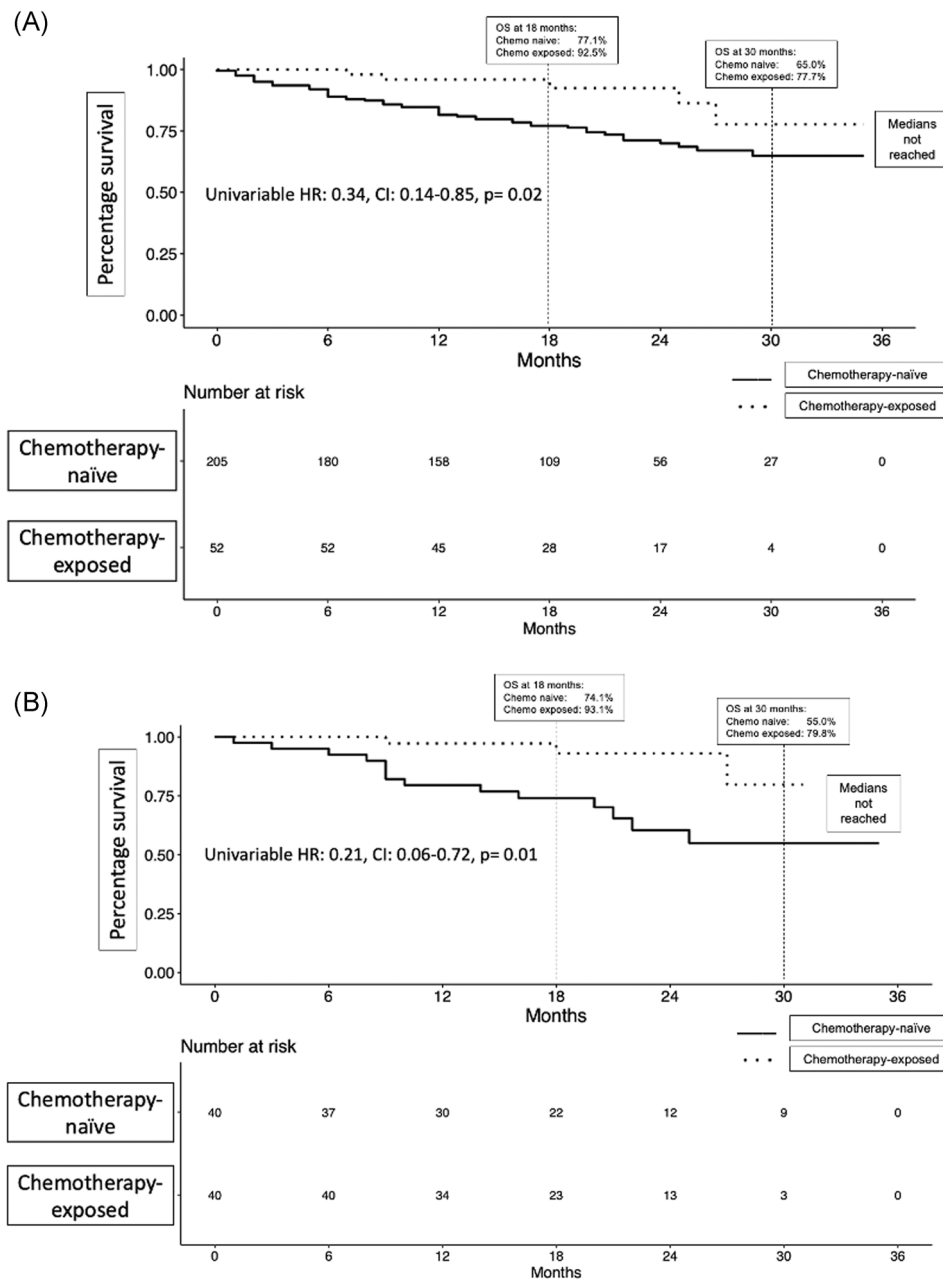 (A)
OS at 18 months:
Chemo naive: 77.1%
Chemo exposed: 92.5%
OS at 30 months:
Chemo naive: 65.0%
Chemo exposed: 77.7%
Percentage survival
1.00
0.75
0.50
0.25
0.00
Medians
not
reached
Univariable HR: 0.34, CI: 0.14-0.85, p= 0.02
0 6 12 18 24 30 36
Months
Chemotherapy-naïve
Chemotherapy-exposed
Number at risk
Chemotherapy-
naïve
205 180 158 109 56 27 0
Chemotherapy-
exposed
52 52 45 28 17 4 0
0 6 12 18 24 30 36
Months
(B)
OS at 18 months:
Chemo naive: 74.1%
Chemo exposed: 93.1%
OS at 30 months:
Chemo naive: 55.0%
Chemo exposed: 79.8%
Percentage survival
1.00
0.75
0.50
0.25
0.00
Medians
not
reached
Univariable HR: 0.21, CI: 0.06-0.72, p= 0.01
0 6 12 18 24 30 36
Months
Chemotherapy-naïve
Chemotherapy-exposed
Number at risk
Chemotherapy-
naïve
40 37 30 22 12 9 0
Chemotherapy-
exposed
40 40 34 23 13 3 0
0 6 12 18 24 30 36
Months